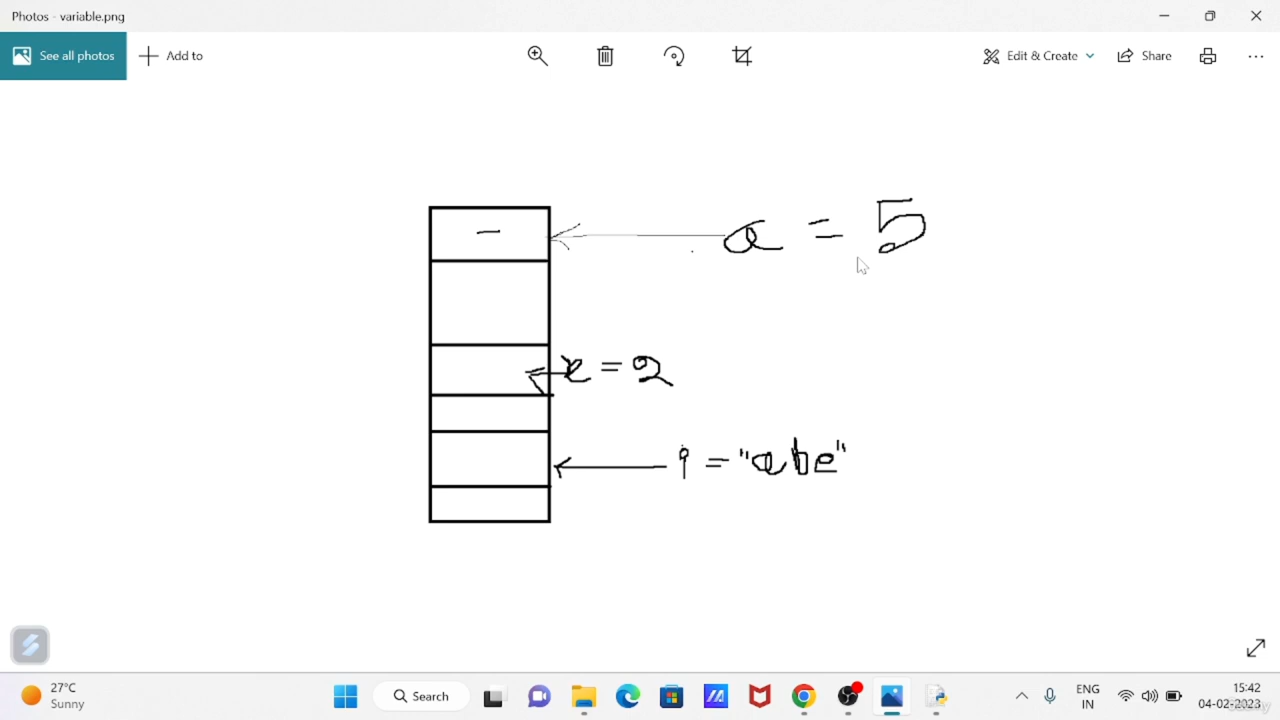 Photos - variable.png
See all photos
Add to
Edit & Create
Share
-
a = 5
x = 2
i = "abc"
27°C
Sunny
Search
ENG
IN
15:42
04-02-2023